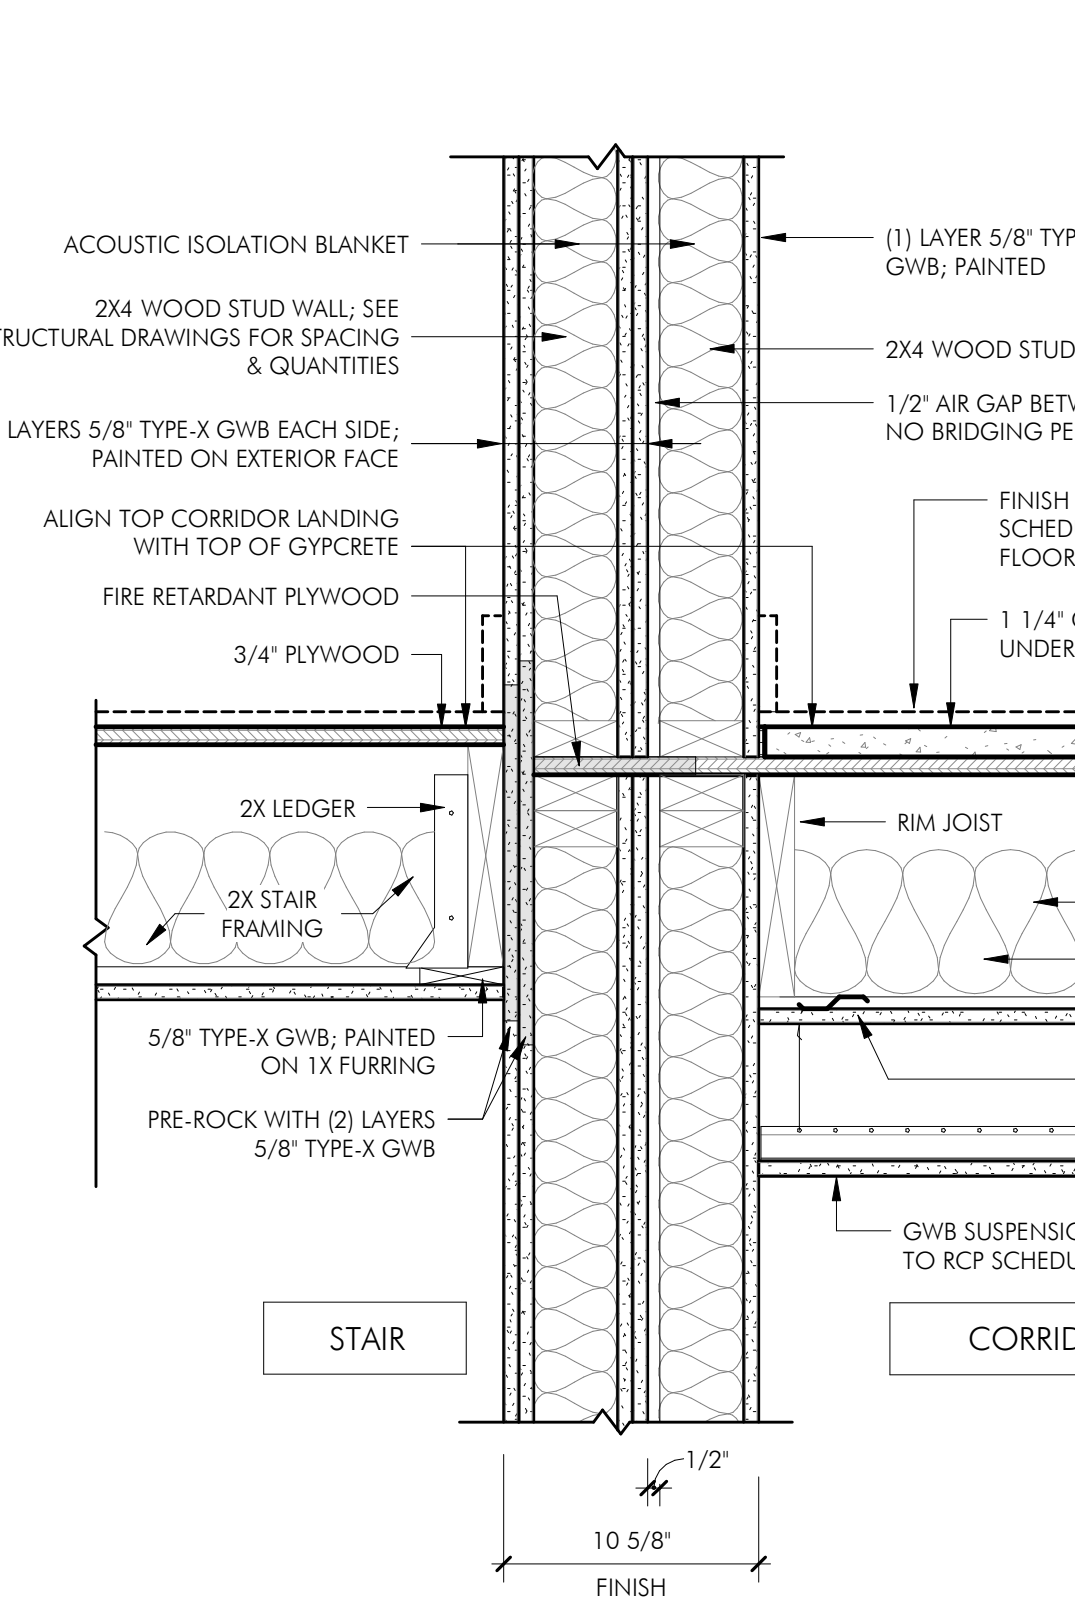 ACOUSTIC ISOLATION BLANKET
2X4 WOOD STUD WALL; SEE
TRUCTURAL DRAWINGS FOR SPACING
& QUANTITIES
LAYERS 5/8" TYPE-X GWB EACH SIDE;
PAINTED ON EXTERIOR FACE
ALIGN TOP CORRIDOR LANDING
WITH TOP OF GYPCRETE
FIRE RETARDANT PLYWOOD
3/4" PLYWOOD
2X LEDGER
2X STAIR
FRAMING
5/8" TYPE-X GWB; PAINTED
ON 1X FURRING
PRE-ROCK WITH (2) LAYERS
5/8" TYPE-X GWB
STAIR
(1) LAYER 5/8" TYP
GWB; PAINTED
2X4 WOOD STUD
1/2" AIR GAP BETW
NO BRIDGING PE
FINISH
SCHED
FLOOR
1 1/4"
UNDER
RIM JOIST
GWB SUSPENSIO
TO RCP SCHEDU
CORRID
1/2"
10 5/8"
FINISH